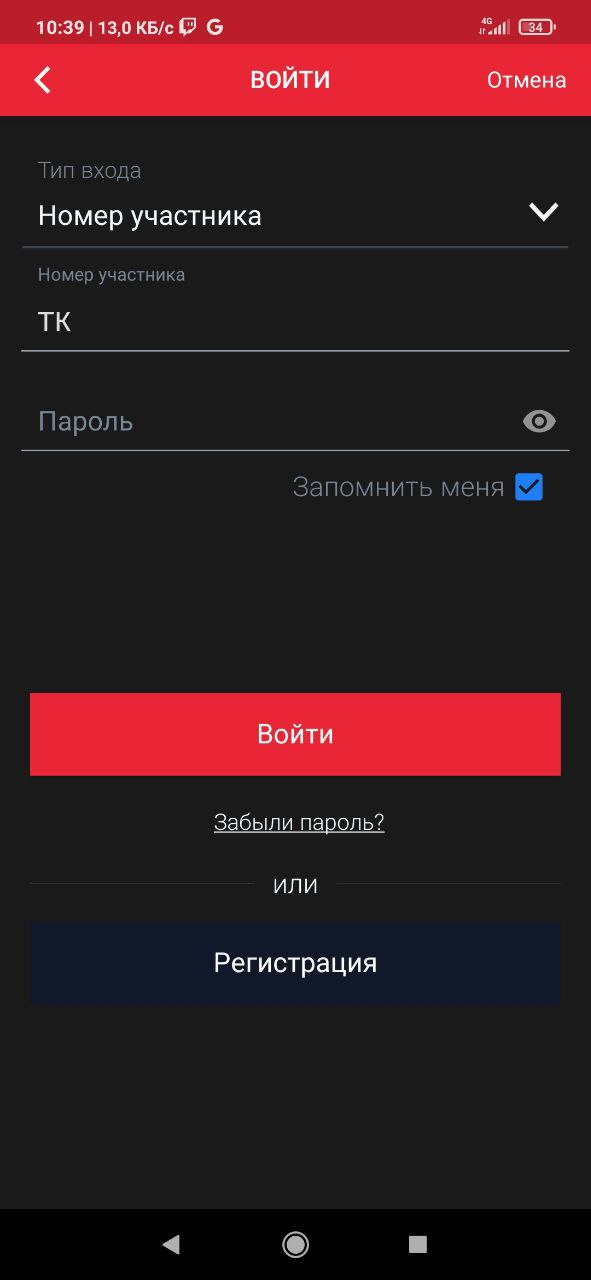 10:39 | 13,0 КБ/с G 4G 34
ВОЙТИ Отмена
Тип входа
Номер участника
Номер участника
ТК
Пароль
Запомнить меня
Войти
Забыли пароль?
или
Регистрация